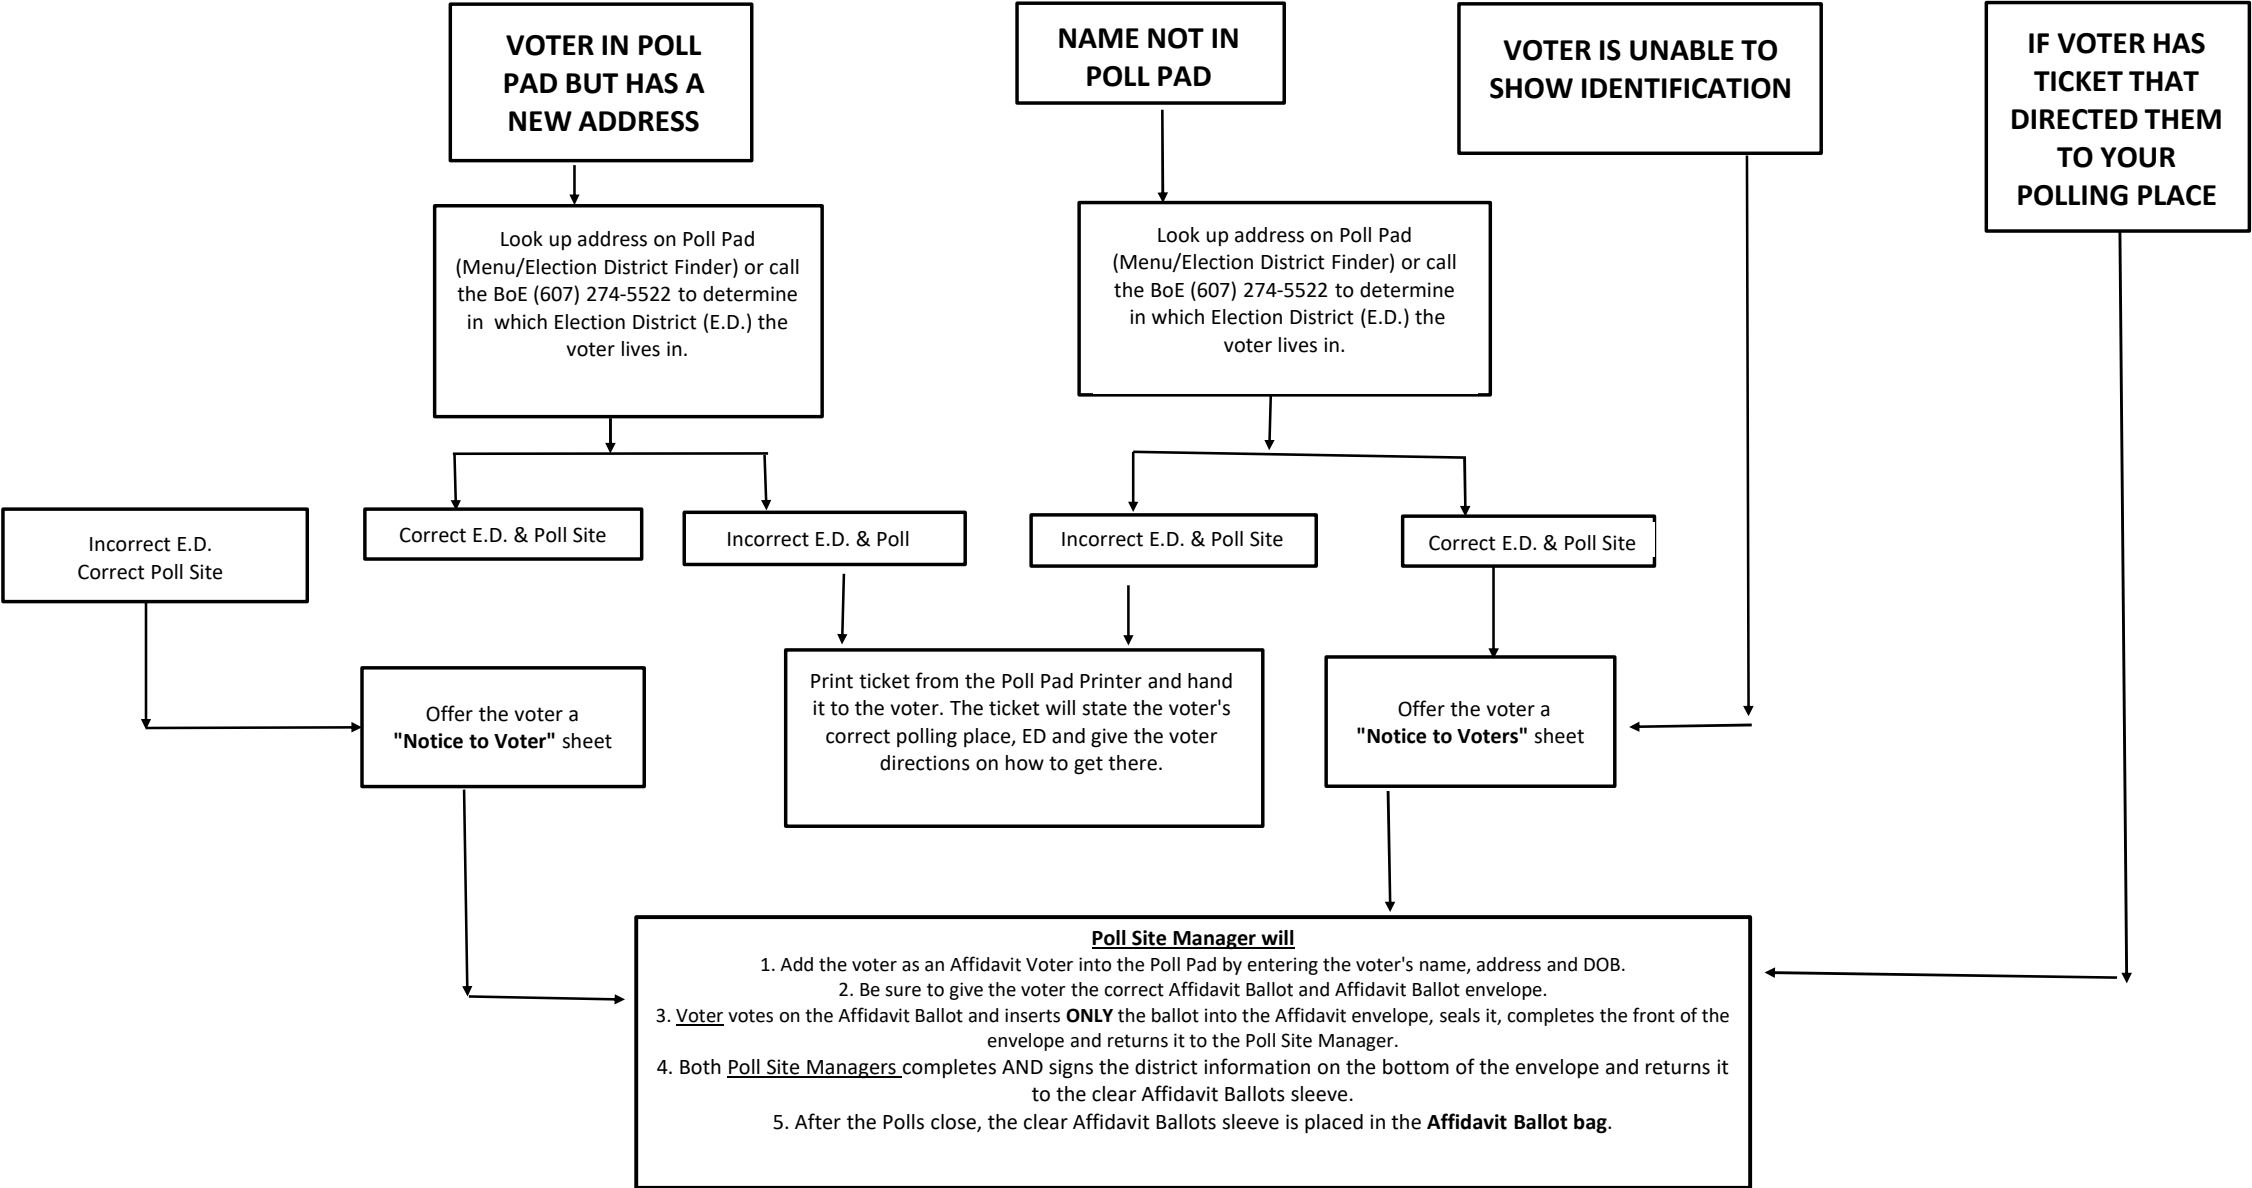 VOTER IN POLL
PAD BUT HAS A
NEW ADDRESS
NAME NOT IN
POLL PAD
VOTER IS UNABLE TO
SHOW IDENTIFICATION
IF VOTER HAS
TICKET THAT
DIRECTED THEM
TO YOUR
POLLING PLACE
Look up address on Poll Pad
(Menu/Election District Finder) or call
the BoE (607) 274-5522 to determine
in which Election District (E.D.) the
voter lives in.
Look up address on Poll Pad
(Menu/Election District Finder) or call
the BoE (607) 274-5522 to determine
in which Election District (E.D.) the
voter lives in.
Incorrect E.D.
Correct Poll Site
Correct E.D. & Poll Site
Incorrect E.D. & Poll
Incorrect E.D. & Poll Site
Correct E.D. & Poll Site
Offer the voter a
"Notice to Voter" sheet
Print ticket from the Poll Pad Printer and hand
it to the voter. The ticket will state the voter's
correct polling place, ED and give the voter
directions on how to get there.
Offer the voter a
"Notice to Voters" sheet
Poll Site Manager will
1. Add the voter as an Affidavit Voter into the Poll Pad by entering the voter's name, address and DOB.
2. Be sure to give the voter the correct Affidavit Ballot and Affidavit Ballot envelope.
3. Voter votes on the Affidavit Ballot and inserts ONLY the ballot into the Affidavit envelope, seals it, completes the front of the
envelope and returns it to the Poll Site Manager.
4. Both Poll Site Managers completes AND signs the district information on the bottom of the envelope and returns it
to the clear Affidavit Ballots sleeve.
5. After the Polls close, the clear Affidavit Ballots sleeve is placed in the Affidavit Ballot bag.